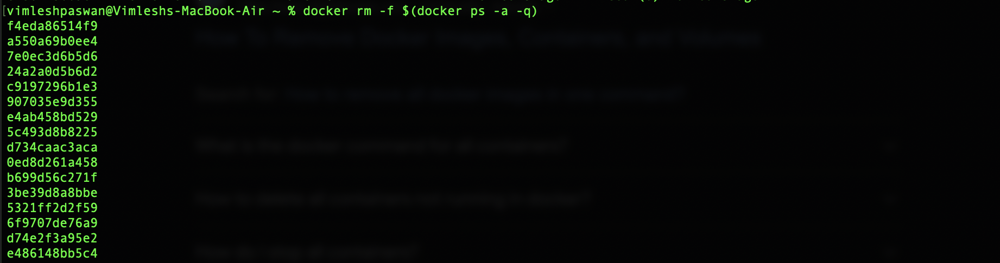 [vimleshpaswan@Vimleshs-MacBook-Air ~ % docker rm -f $(docker ps -a -q)
f4eda86514f9
a550a69b0ee4
7e0ec3d6b5d6
24a2a0d5b6d2
c9197296b1e3
907035e9d355
e4ab458bd529
5c493d8b8225
d734caac3aca
0ed8d261a458
b699d56c271f
3be39d8a8bbe
5321ff2d2f59
6f9707de76a9
d74e2f3a95e2
e486148bb5c4